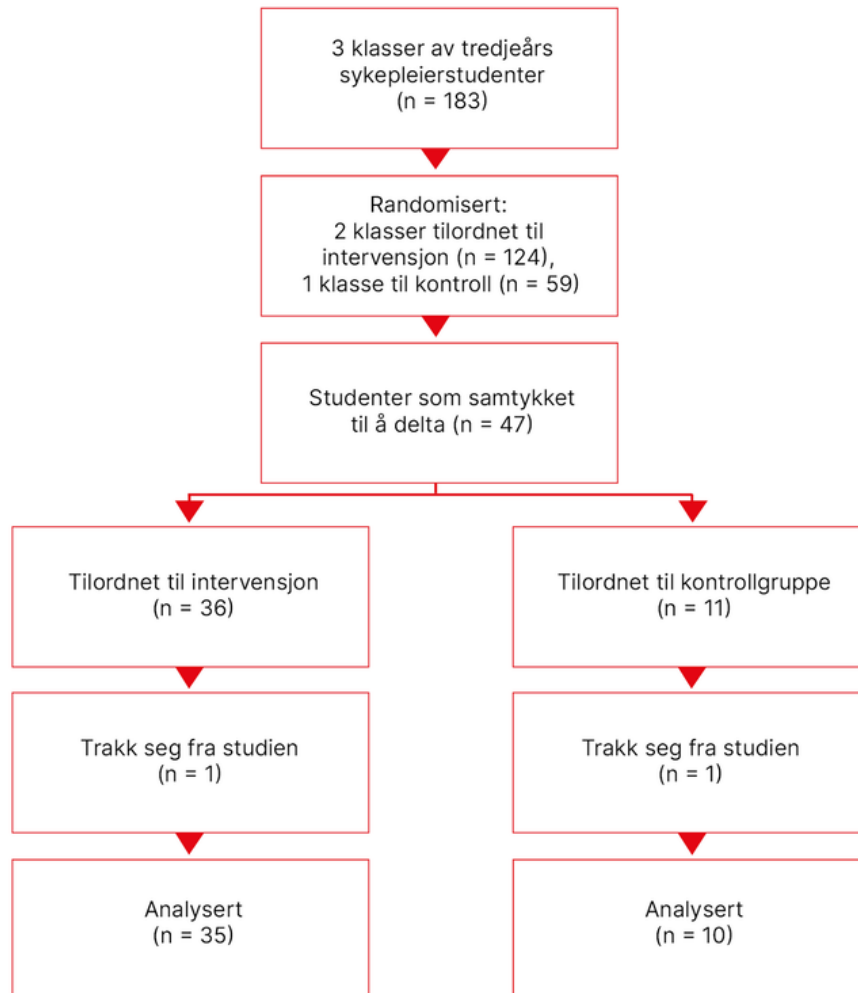 3 klasser av tredjeårs
sykepleierstudenter
(n = 183)
Randomisert:
2 klasser tilordnet til
intervensjon (n = 124),
1 klasse til kontroll (n = 59)
Studenter som samtykket
til å delta (n = 47)
Tilordnet til intervensjon
(n = 36)
Tilordnet til kontrollgruppe
(n = 11)
Trakk seg fra studien
(n = 1)
Trakk seg fra studien
(n = 1)
Analysert
(n = 35)
Analysert
(n = 10)